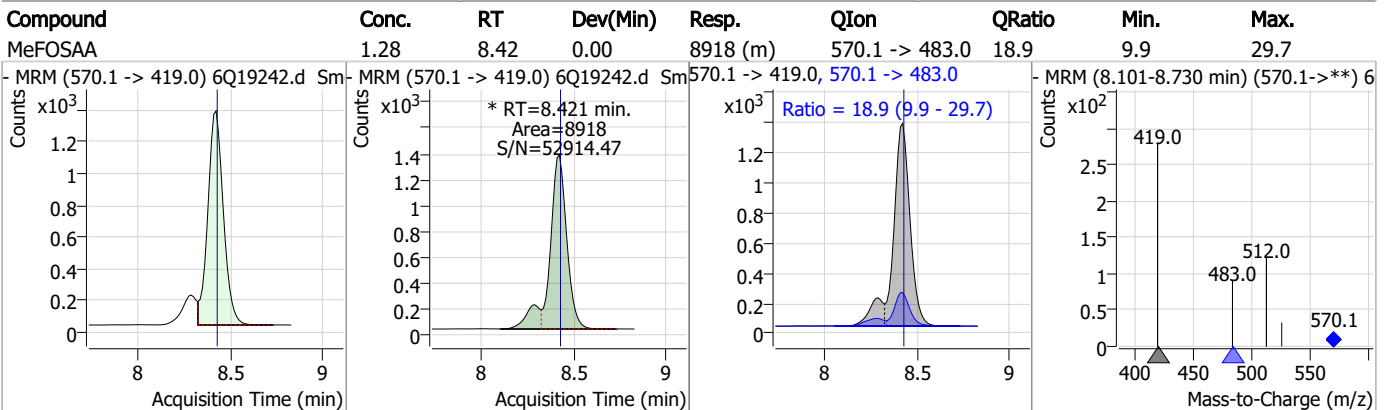 Compound Conc. RT Dev(Min) Resp. QIon QRatio Min. Max.
MeFOSAA 1.28 8.42 0.00 8918 (m) 570.1 -> 483.0 18.9 9.9 29.7
- MRM (570.1 -> 419.0) 6Q19242.d Sm
Counts
x10³
1.2
1
0.8
0.6
0.4
0.2
0
8 8.5 9
Acquisition Time (min)
- MRM (570.1 -> 419.0) 6Q19242.d Sm
Counts
x10³
* RT=8.421 min.
Area=8918
S/N=52914.47
1.4
1.2
1
0.8
0.6
0.4
0.2
0
8 8.5 9
Acquisition Time (min)
570.1 -> 419.0, 570.1 -> 483.0
x10³
Ratio = 18.9 (9.9 - 29.7)
1.2
1
0.8
0.6
0.4
0.2
0
8 8.5 9
Acquisition Time (min)
- MRM (8.101-8.730 min) (570.1->**) 6
Counts
x10²
419.0
2.5
2
1.5
512.0
1
483.0
0.5
570.1
0
400 450 500 550
Mass-to-Charge (m/z)